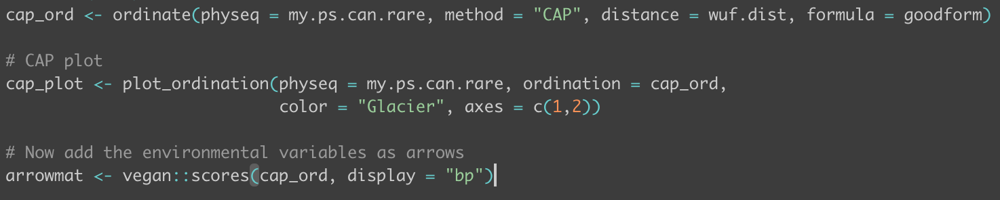 cap_ord <- ordinate(physeq = my.ps.can.rare, method = "CAP", distance = wuf.dist, formula = goodform)
# CAP plot
cap_plot <- plot_ordination(physeq = my.ps.can.rare, ordination = cap_ord,
color = "Glacier", axes = c(1,2))
# Now add the environmental variables as arrows
arrowmat <- vegan::scores(cap_ord, display = "bp")